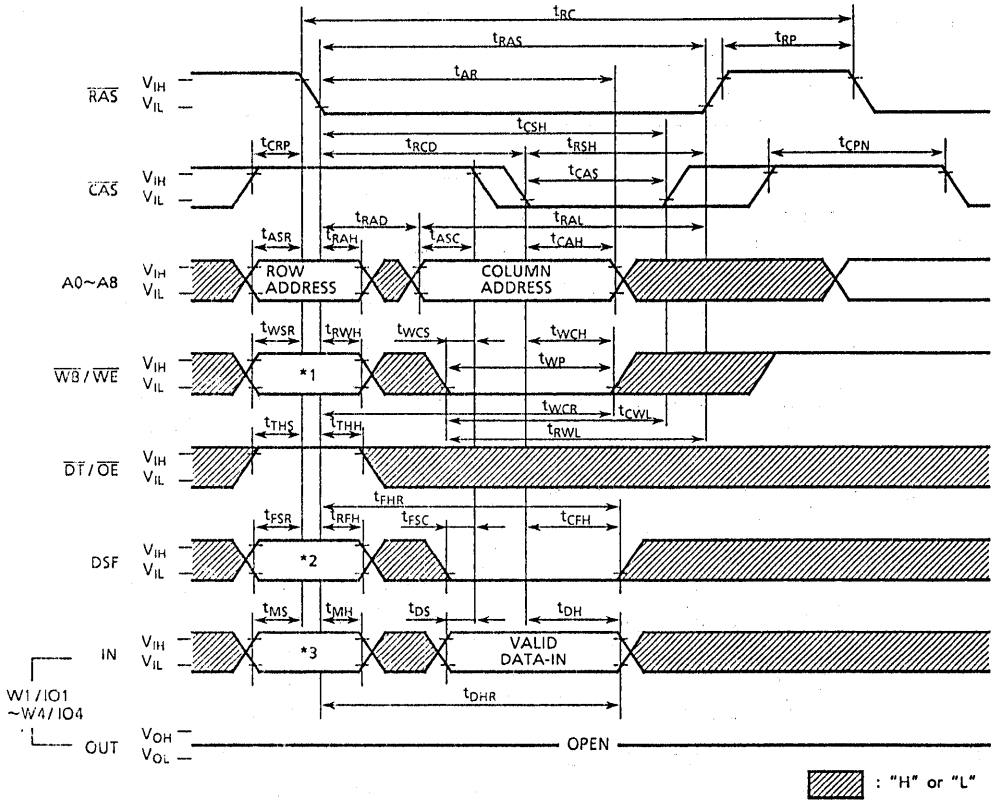 tRC
tRAS
tRP
tAR
RAS
VIH
VIL
tCSH
tCRP
tRCD
tRSH
tCPN
CAS
VIH
VIL
tCAS
tRAD
tRAL
tASR
tRAH
tASC
tCAH
A0~A8
VIH
VIL
ROW
ADDRESS
COLUMN
ADDRESS
tWSR
tRWH
tWCS
tWCH
WB/WE
VIH
VIL
*1
tWP
tWCR
tCWL
tRWL
tTHS
tTHH
DT/OE
VIH
VIL
tFHR
tFSR
tRFH
tFSC
tCFH
DSF
VIH
VIL
*2
tMS
tMH
tDS
tDH
IN
VIH
VIL
*3
VALID
DATA-IN
W1/IO1
~W4/IO4
tDHR
OUT
VOH
VOL
OPEN
: "H" or "L"